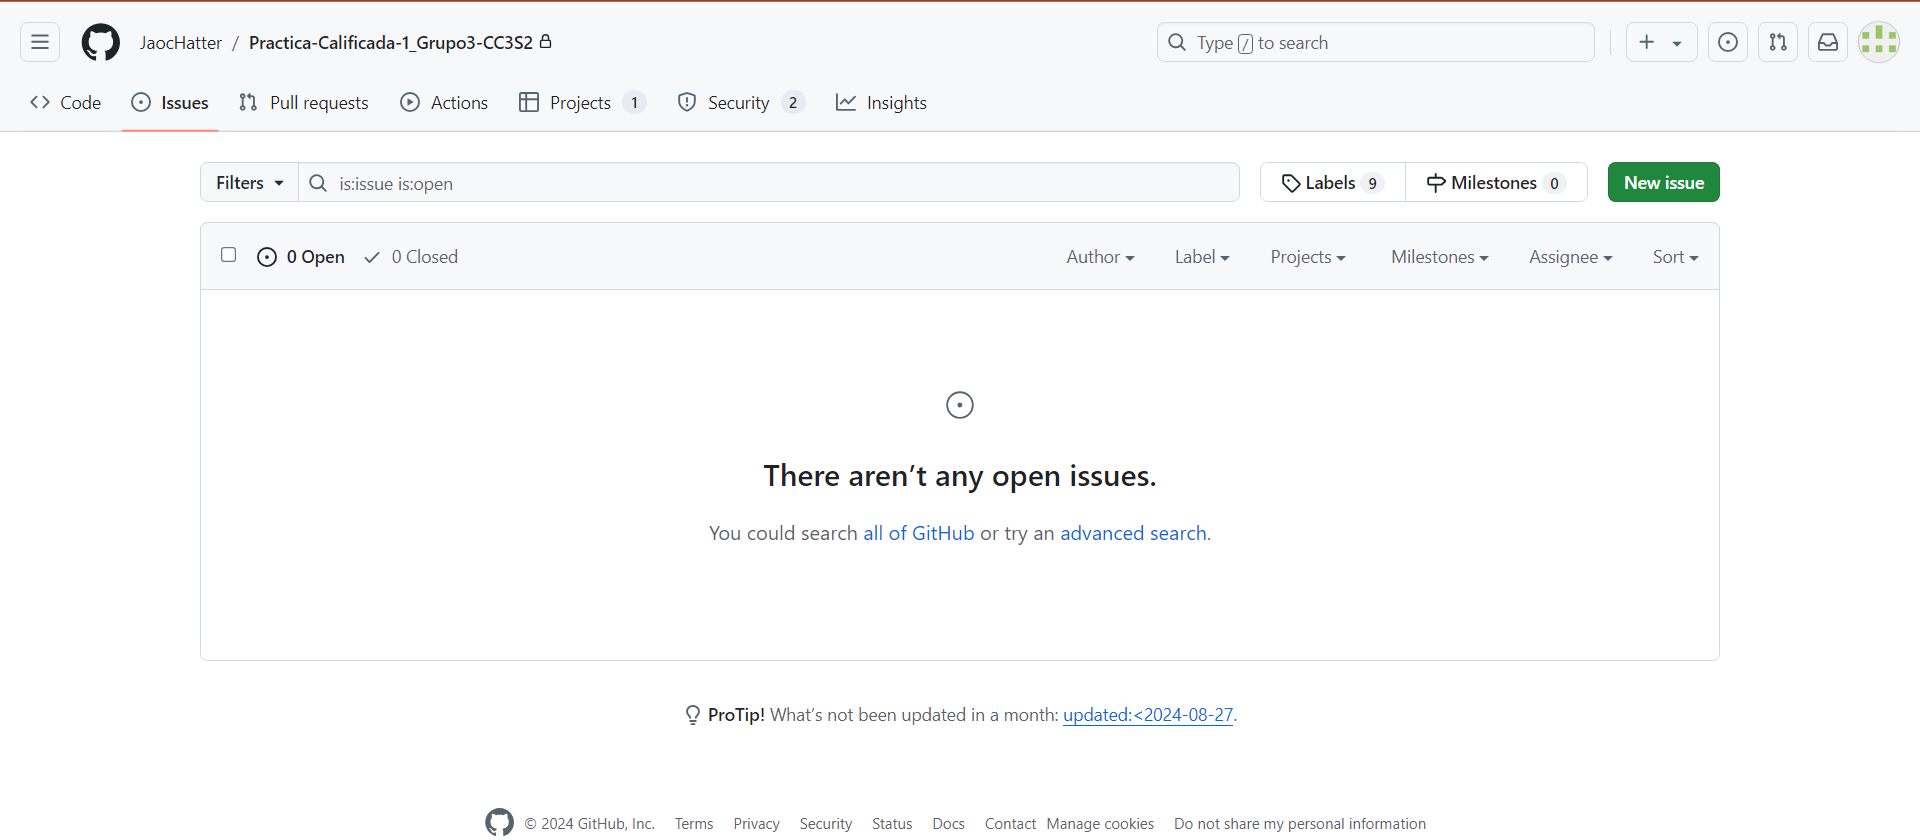 JaocHatter / Practica-Calificada-1_Grupo3-CC3S2
Type / to search
Code Issues Pull requests Actions Projects 1 Security 2 Insights
Filters is:issue is:open Labels 9 Milestones 0 New issue
0 Open 0 Closed Author Label Projects Milestones Assignee Sort
There aren’t any open issues.
You could search all of GitHub or try an advanced search.
ProTip! What’s not been updated in a month: updated:<2024-08-27.
© 2024 GitHub, Inc. Terms Privacy Security Status Docs Contact Manage cookies Do not share my personal information